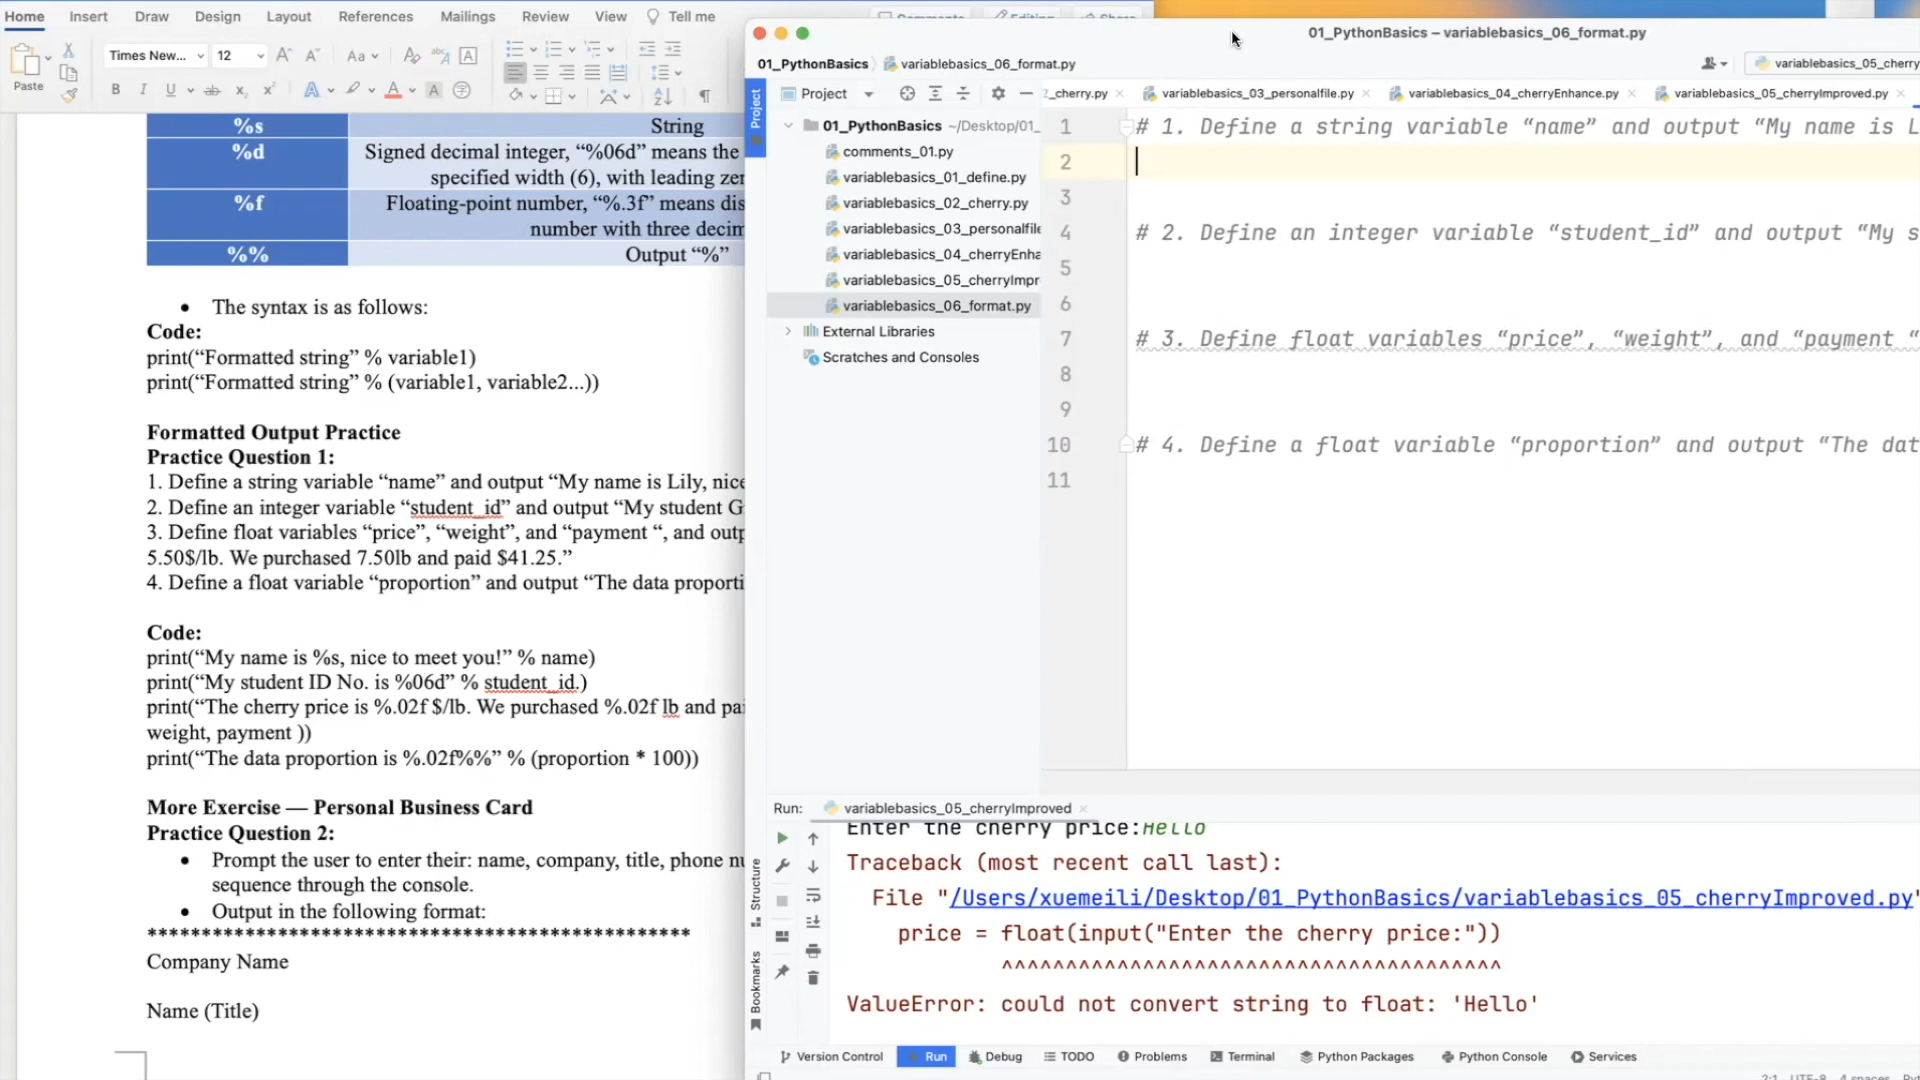 Home Insert Draw Design Layout References Mailings Review View Tell me
Comments Editing Share
Times New... 12
Paste
%s String
%d Signed decimal integer, “%06d” means the
specified width (6), with leading
%f Floating-point number, “%.3f” means
number with three
%% Output “%”
• The syntax is as follows:
Code:
print(“Formatted string” % variable1)
print(“Formatted string” % (variable1, variable2...))
Formatted Output Practice
Practice Question 1:
1. Define a string variable “name” and output “My name is Lily, nice
2. Define an integer variable “student_id” and output “My student
3. Define float variables “price”, “weight”, and “payment “, and
5.50$/lb. We purchased 7.50lb and paid $41.25.”
4. Define a float variable “proportion” and output “The data
Code:
print(“My name is %s, nice to meet you!” % name)
print(“My student ID No. is %06d” % student_id.)
print(“The cherry price is %.02f $/lb. We purchased %.02f lb and
weight, payment ))
print(“The data proportion is %.02f%%” % (proportion * 100))
More Exercise — Personal Business Card
Practice Question 2:
• Prompt the user to enter their: name, company, title, phone
sequence through the console.
• Output in the following format:
**************************************************
Company Name
Name (Title)
01_PythonBasics – variablebasics_06_format.py
01_PythonBasics variablebasics_06_format.py
variablebasics_05_cherry
Project
Project
2_cherry.py variablebasics_03_personalfile.py variablebasics_04_cherryEnhance.py variablebasics_05_cherryImproved.py
01_PythonBasics ~/Desktop/01_
comments_01.py
variablebasics_01_define.py
variablebasics_02_cherry.py
variablebasics_03_personalfile
variablebasics_04_cherryEnha
variablebasics_05_cherryImpr
variablebasics_06_format.py
External Libraries
Scratches and Consoles
1 # 1. Define a string variable “name” and output “My name is L
2
3
4 # 2. Define an integer variable “student_id” and output “My s
5
6
7 # 3. Define float variables “price”, “weight”, and “payment “
8
9
10 # 4. Define a float variable “proportion” and output “The dat
11
Run: variablebasics_05_cherryImproved
Enter the cherry price:Hello
Traceback (most recent call last):
File "/Users/xuemeili/Desktop/01_PythonBasics/variablebasics_05_cherryImproved.py"
price = float(input("Enter the cherry price:"))
^^^^^^^^^^^^^^^^^^^^^^^^^^^^^^^^^^^^^^^
ValueError: could not convert string to float: 'Hello'
Structure
Bookmarks
Version Control Run Debug TODO Problems Terminal Python Packages Python Console Services